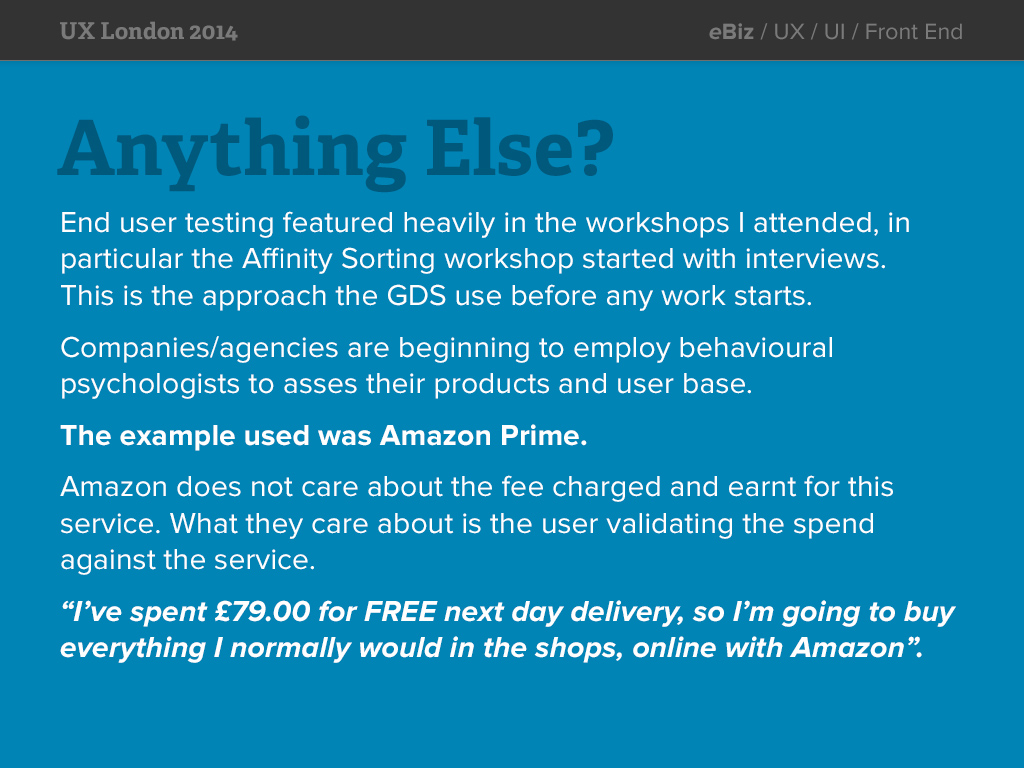 UX London 2014
eBiz / UX / UI / Front End
Anything Else?
End user testing featured heavily in the workshops I attended, in
particular the Affinity Sorting workshop started with interviews.
This is the approach the GDS use before any work starts.
Companies/agencies are beginning to employ behavioural
psychologists to asses their products and user base.
The example used was Amazon Prime.
Amazon does not care about the fee charged and earnt for this
service. What they care about is the user validating the spend
against the service.
“I’ve spent £79.00 for FREE next day delivery, so I’m going to buy
everything I normally would in the shops, online with Amazon”.